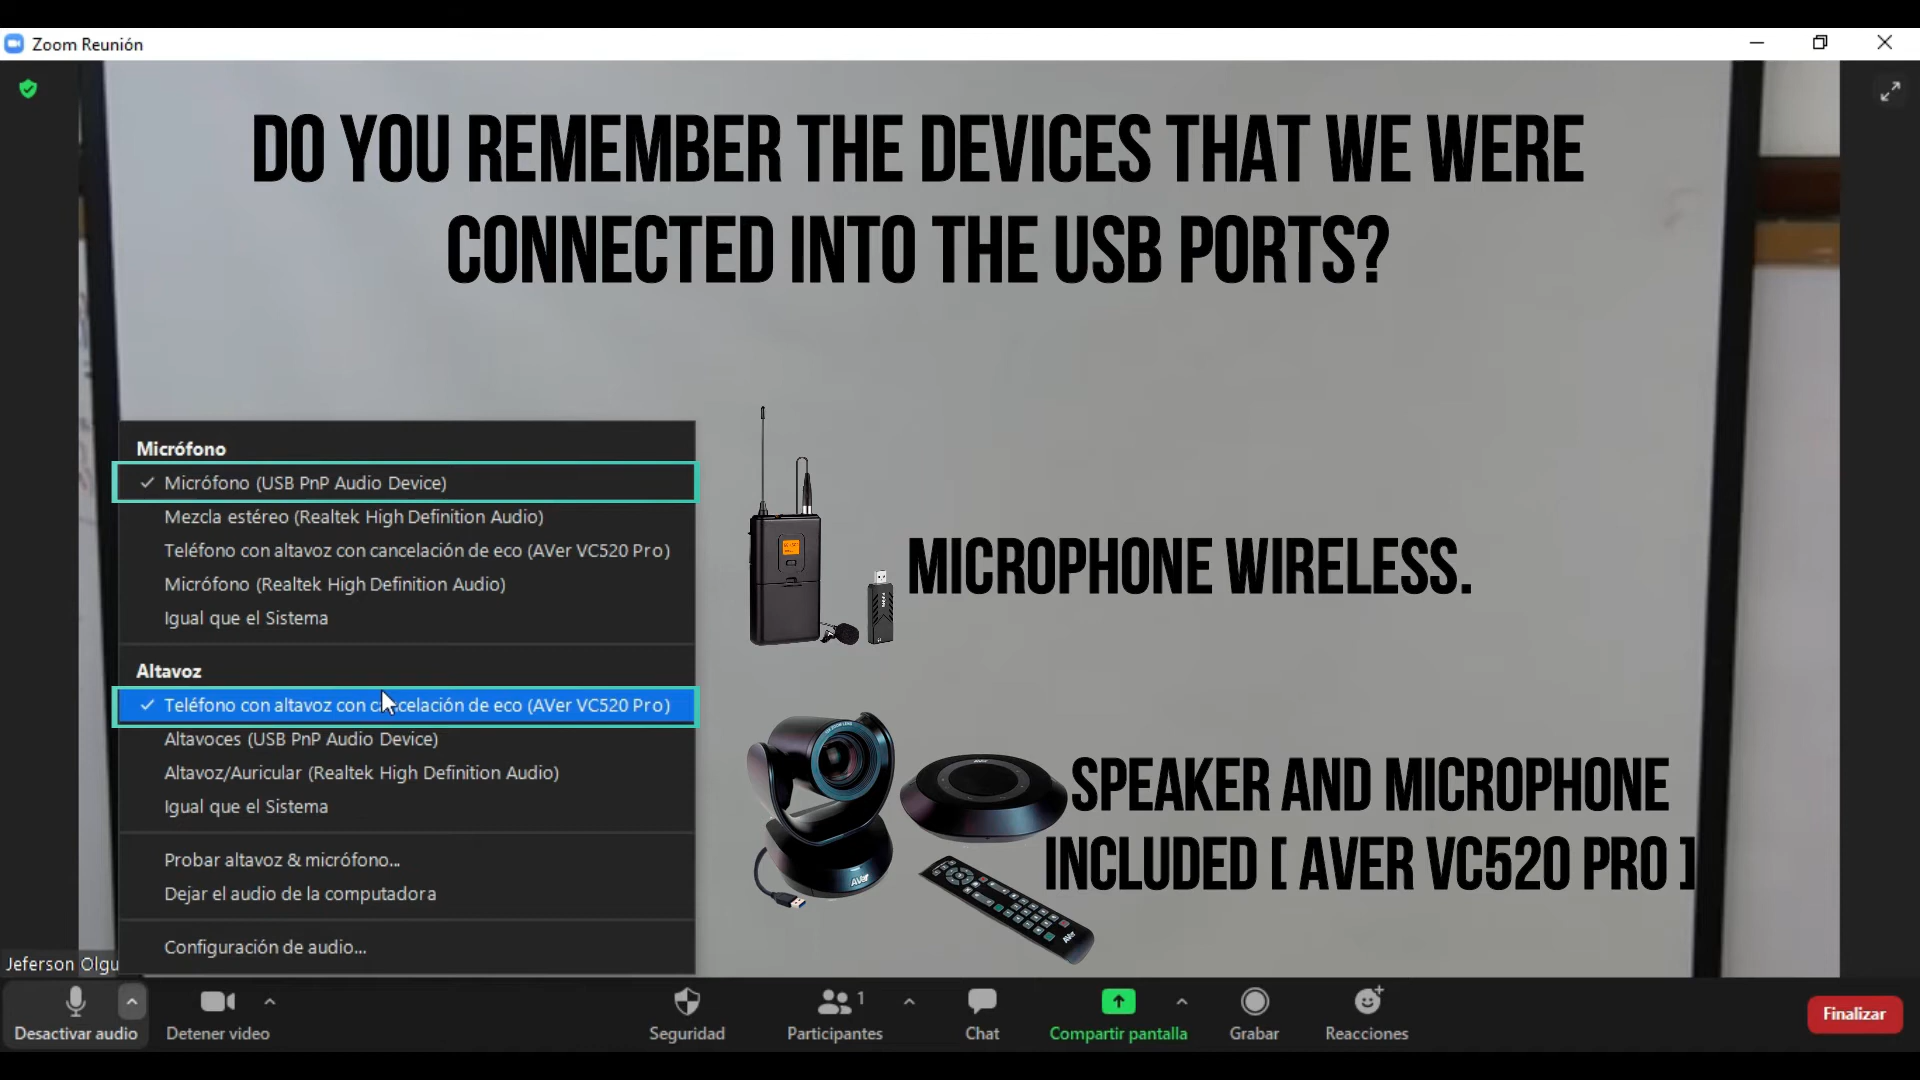 Zoom Reunión
DO YOU REMEMBER THE DEVICES THAT WE WERE
CONNECTED INTO THE USB PORTS?
Micrófono
Micrófono (USB PnP Audio Device)
Mezcla estéreo (Realtek High Definition Audio)
Teléfono con altavoz con cancelación de eco (AVer VC520 Pro)
Micrófono (Realtek High Definition Audio)
Igual que el Sistema
Altavoz
Teléfono con altavoz con celación de eco (AVer VC520 Pro)
Altavoces (USB PnP Audio Device)
Altavoz/Auricular (Realtek High Definition Audio)
Igual que el Sistema
Probar altavoz & micrófono...
Dejar el audio de la computadora
Configuración de audio...
MICROPHONE WIRELESS.
SPEAKER AND MICROPHONE
INCLUDED [ AVER VC520 PRO ]
AVer
AVer
Jeferson Olgu
Desactivar audio
Detener video
Seguridad
Participantes
1
Chat
Compartir pantalla
Grabar
Reacciones
Finalizar